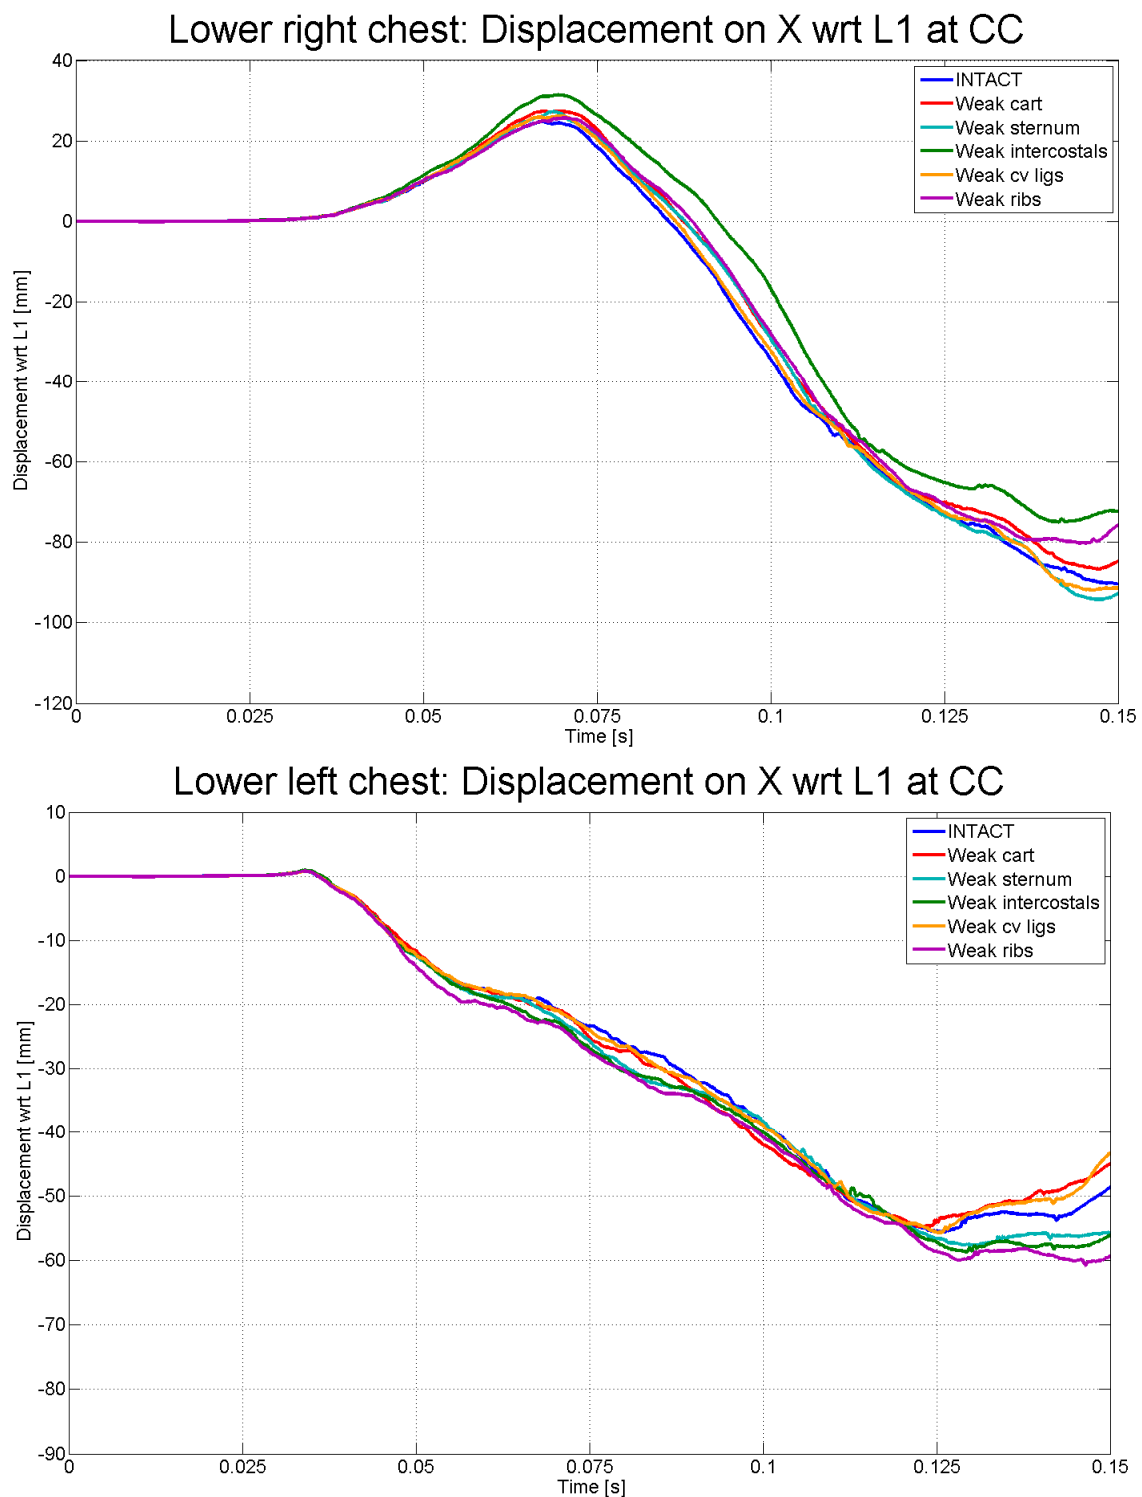 Lower right chest: Displacement on X wrt L1 at CC
40
20
0
-20
-40
-60
-80
-100
-120
Displacement wrt L1 [mm]
INTACT
Weak cart
Weak sternum
Weak intercostals
Weak cv ligs
Weak ribs
0 0.025 0.05 0.075 0.1 0.125 0.15
Time [s]
Lower left chest: Displacement on X wrt L1 at CC
10
0
-10
-20
-30
-40
-50
-60
-70
-80
-90
Displacement wrt L1 [mm]
INTACT
Weak cart
Weak sternum
Weak intercostals
Weak cv ligs
Weak ribs
0 0.025 0.05 0.075 0.1 0.125 0.15
Time [s]